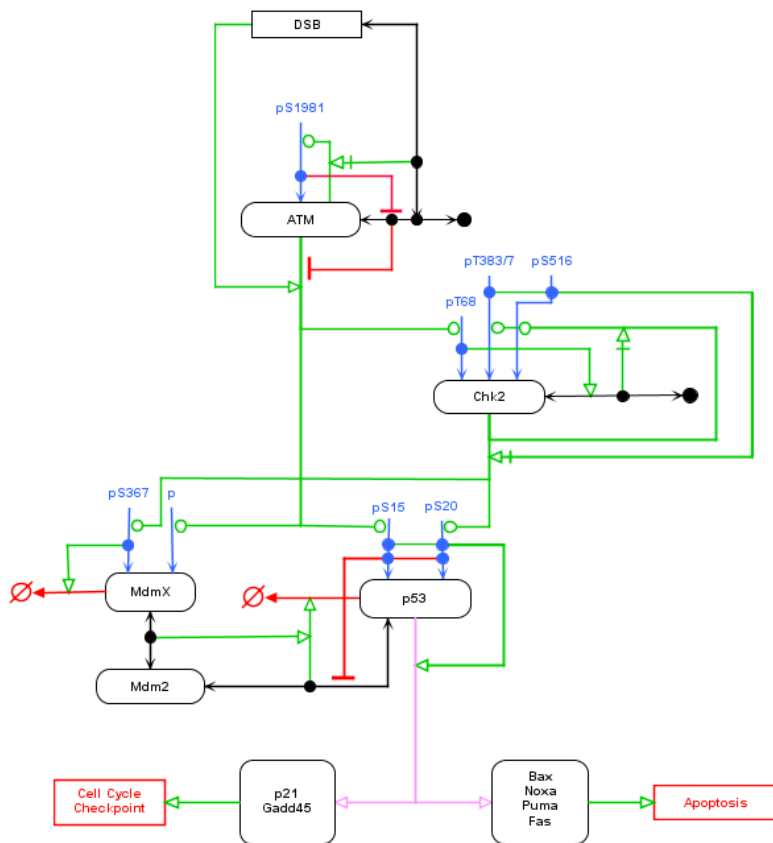 DSB
pS1981
ATM
pT383/7
pS516
pT68
Chk2
pS367
p
pS15
pS20
MdmX
p53
Mdm2
Cell Cycle
Checkpoint
p21
Gadd45
Bax
Noxa
Puma
Fas
Apoptosis